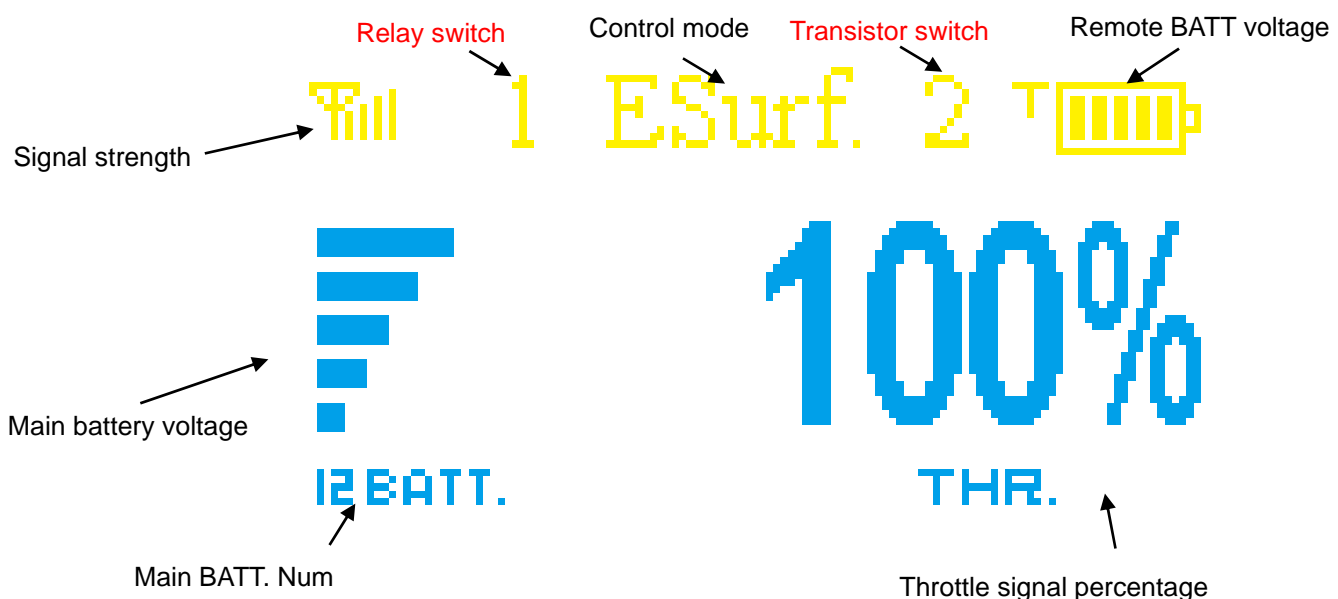 Relay switch
Control mode
Transistor switch
Remote BATT voltage
1 ESurf. 2 T
Signal strength
100%
Main battery voltage
12 BATT.
THR.
Main BATT. Num
Throttle signal percentage